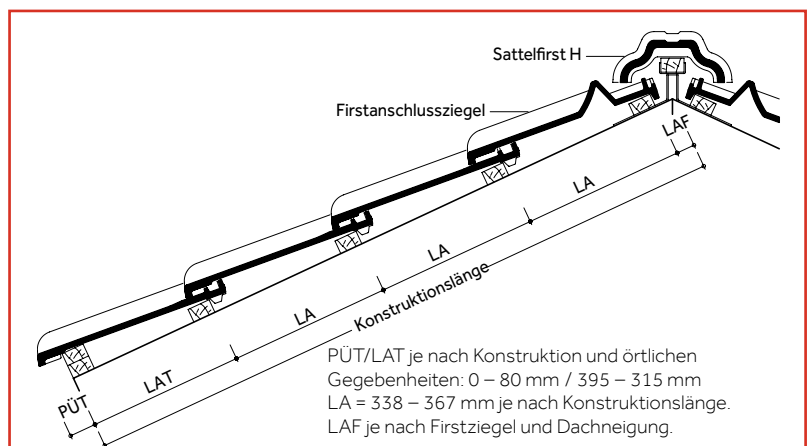 Sattelfirst H
Firstanschlussziegel
LAF
LA
LA
LA
Konstruktionslänge
LAT
PÜT
PÜT/LAT je nach Konstruktion und örtlichen
Gegebenheiten: 0 – 80 mm / 395 – 315 mm
LA = 338 – 367 mm je nach Konstruktionslänge.
LAF je nach Firstziegel und Dachneigung.